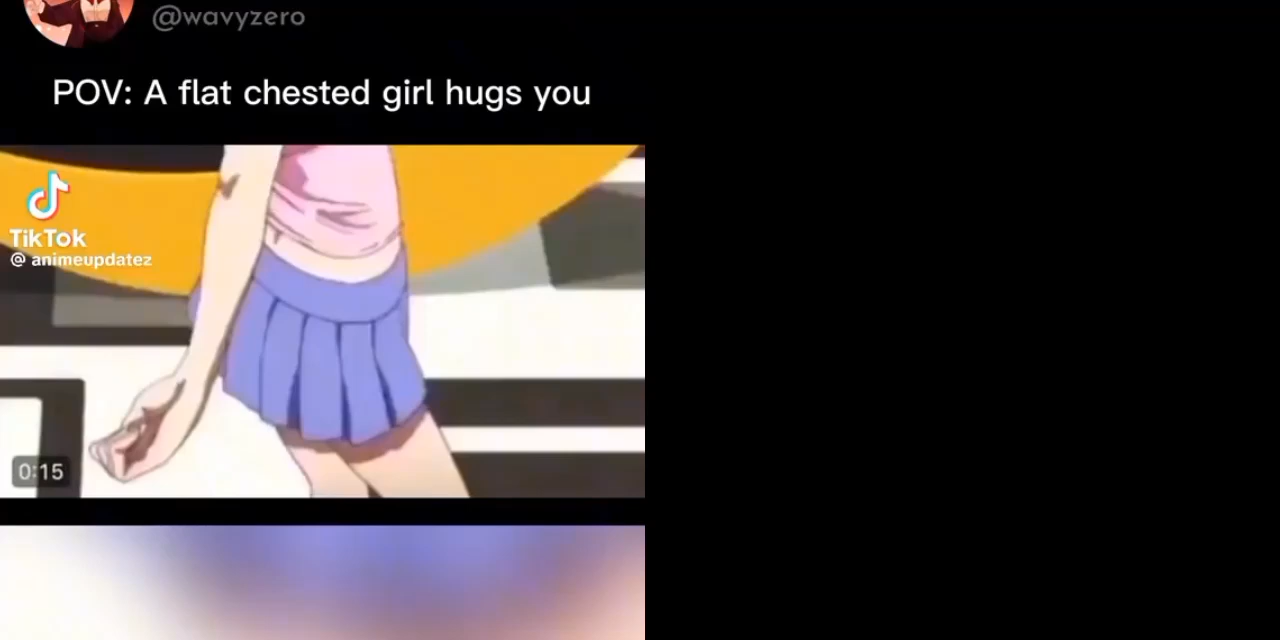 @wavyzero
POV: A flat chested girl hugs you
TikTok
@ animeupdatez
0:15